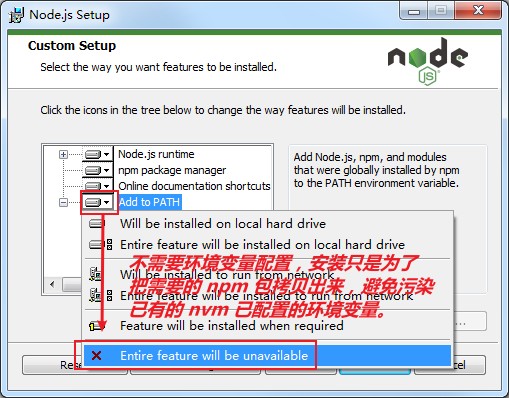 Node.js Setup
Custom Setup
Select the way you want features to be installed.
node
JS
Click the icons in the tree below to change the way features will be installed.
Node.js runtime
npm package manager
Online documentation shortcuts
Add to PATH
Add Node.js, npm, and modules
that were globally installed by npm
to the PATH environment variable.
Will be installed on local hard drive
Entire feature will be installed on local hard drive
不需要环境变量配置，安装只是为了
Will be installed to run from network
把需要的 npm 包拷贝出来，避免污染
Entire feature will be installed to run from network
已有的 nvm 已配置的环境变量。
Feature will be installed when required
Entire feature will be unavailable
Res
cel